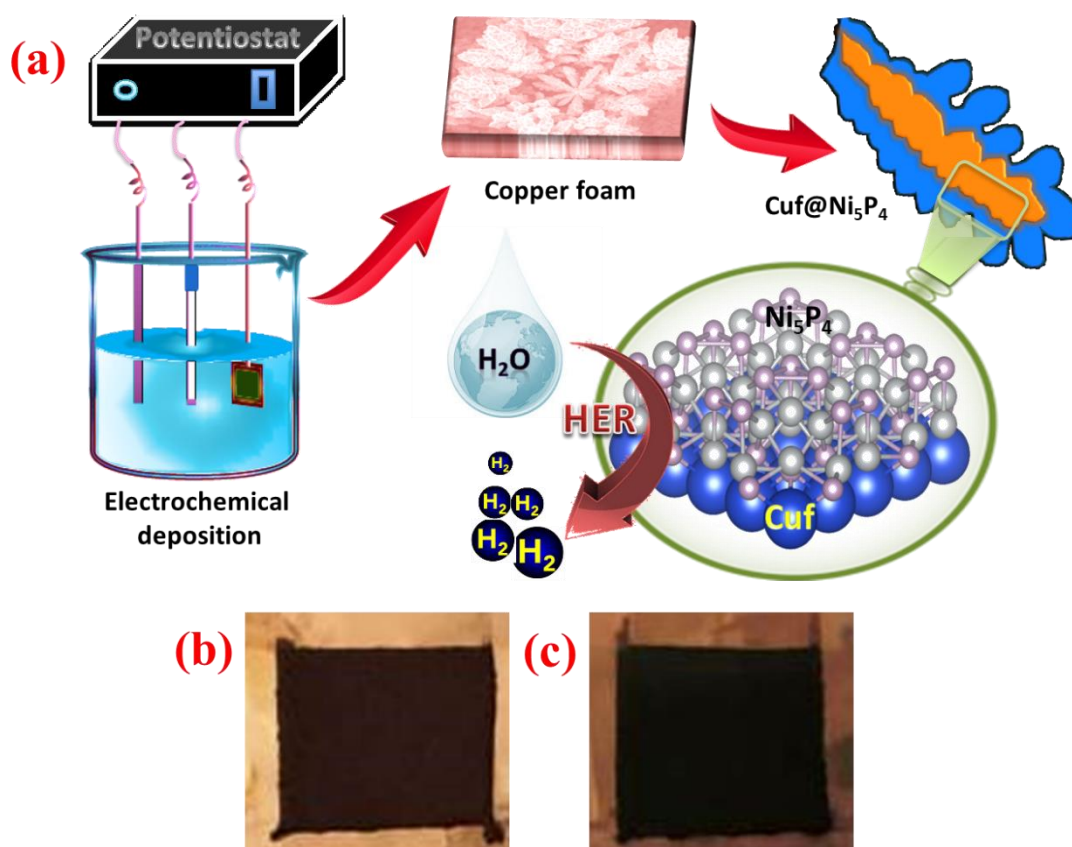 (a)
Potentiostat
Copper foam
Cuf@Ni₅P₄
Ni₅P₄
H₂O
HER
H₂
H₂ H₂
H₂ H₂
Cuf
Electrochemical
deposition
(b)
(c)